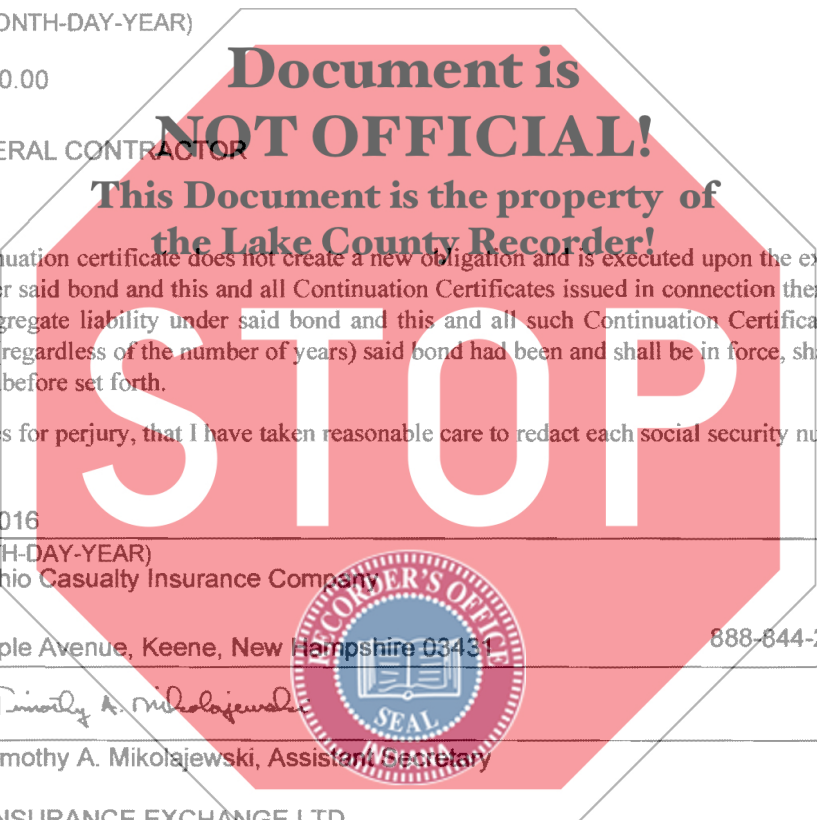 ONTH-DAY-YEAR)
Document is
0.00
NOT OFFICIAL!
ERAL CONTRACTOR
This Document is the property of
the Lake County Recorder!
nuation certificate does not create a new obligation and is executed upon the ex
r said bond and this and all Continuation Certificates issued in connection the
gregate liability under said bond and this and all such Continuation Certifica
regardless of the number of years) said bond had been and shall be in force, sh
before set forth.
STOP
s for perjury, that I have taken reasonable care to redact each social security nu
016
H-DAY-YEAR)
hio Casualty Insurance Company
RECORDER'S OFFICE
ple Avenue, Keene, New Hampshire 03431
888-844-2
SEAL
Timothy A. Mikolajewski
mothy A. Mikolajewski, Assistant Secretary
NSURANCE EXCHANGE LTD